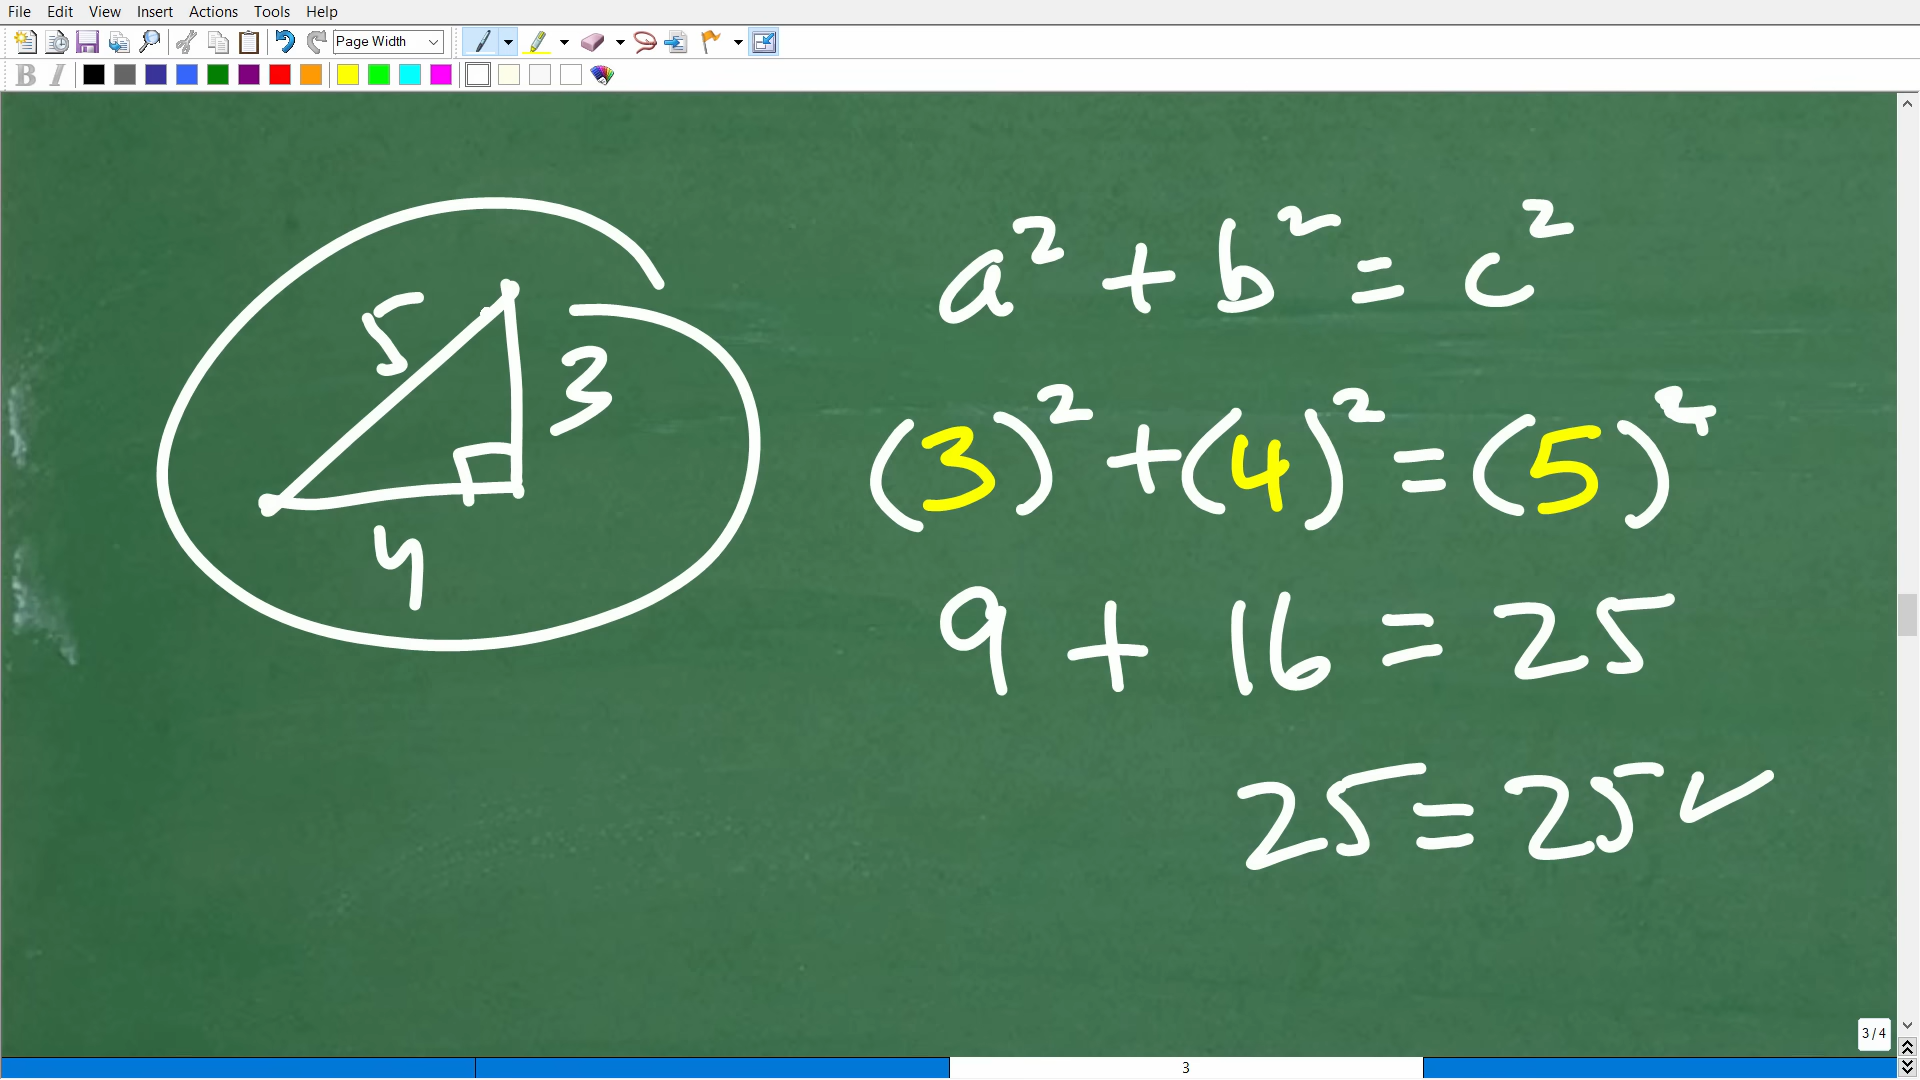 File Edit View Insert Actions Tools Help
Page Width
B I
5
3
4
a² + b² = c²
(3)² + (4)² = (5)²
9 + 16 = 25
25 = 25 ✓
3 / 4
3